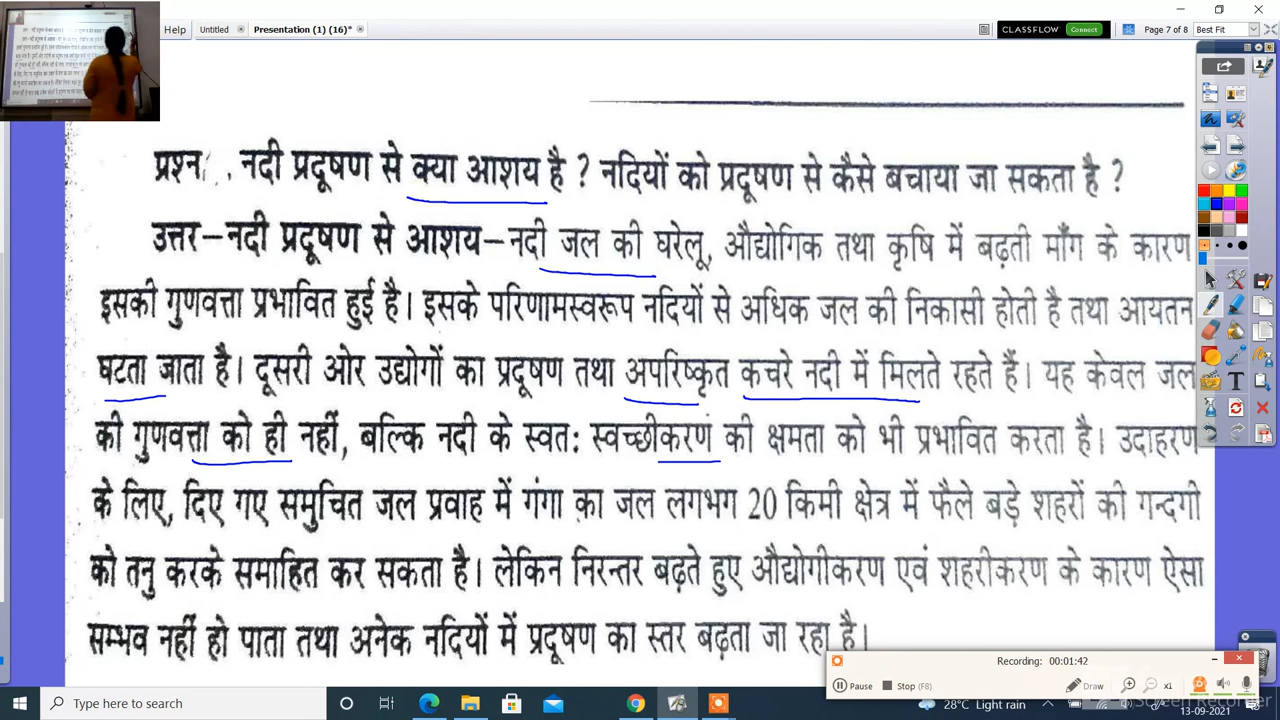 Help
Untitled
Presentation (1) (16)*
CLASSFLOW Connect
Page 7 of 8
Best Fit
प्रश्न नदी प्रदूषण से क्या आशय है ? नदियों को प्रदूषण से कैसे बचाया जा सकता है ?
उत्तर–नदी प्रदूषण से आशय–नदी जल की घरेलू, औद्योगिक तथा कृषि में बढ़ती माँग के कारण
इसकी गुणवत्ता प्रभावित हुई है। इसके परिणामस्वरूप नदियों से अधिक जल की निकासी होती है तथा आयतन
घटता जाता है। दूसरी ओर उद्योगों का प्रदूषण तथा अपरिष्कृत कचरे नदी में मिलते रहते हैं। यह केवल जल
की गुणवत्ता को ही नहीं, बल्कि नदी के स्वत: स्वच्छीकरण की क्षमता को भी प्रभावित करता है। उदाहरण
के लिए, दिए गए समुचित जल प्रवाह में गंगा का जल लगभग 20 किमी क्षेत्र में फैले बड़े शहरों की गन्दगी
को तनु करके समाहित कर सकता है। लेकिन निरन्तर बढ़ते हुए औद्योगीकरण एवं शहरीकरण के कारण ऐसा
सम्भव नहीं हो पाता तथा अनेक नदियों में प्रदूषण का स्तर बढ़ता जा रहा है।
Recording: 00:01:42
Pause
Stop (F8)
Draw
x1
Screen Recorder
Type here to search
28°C Light rain
13-09-2021